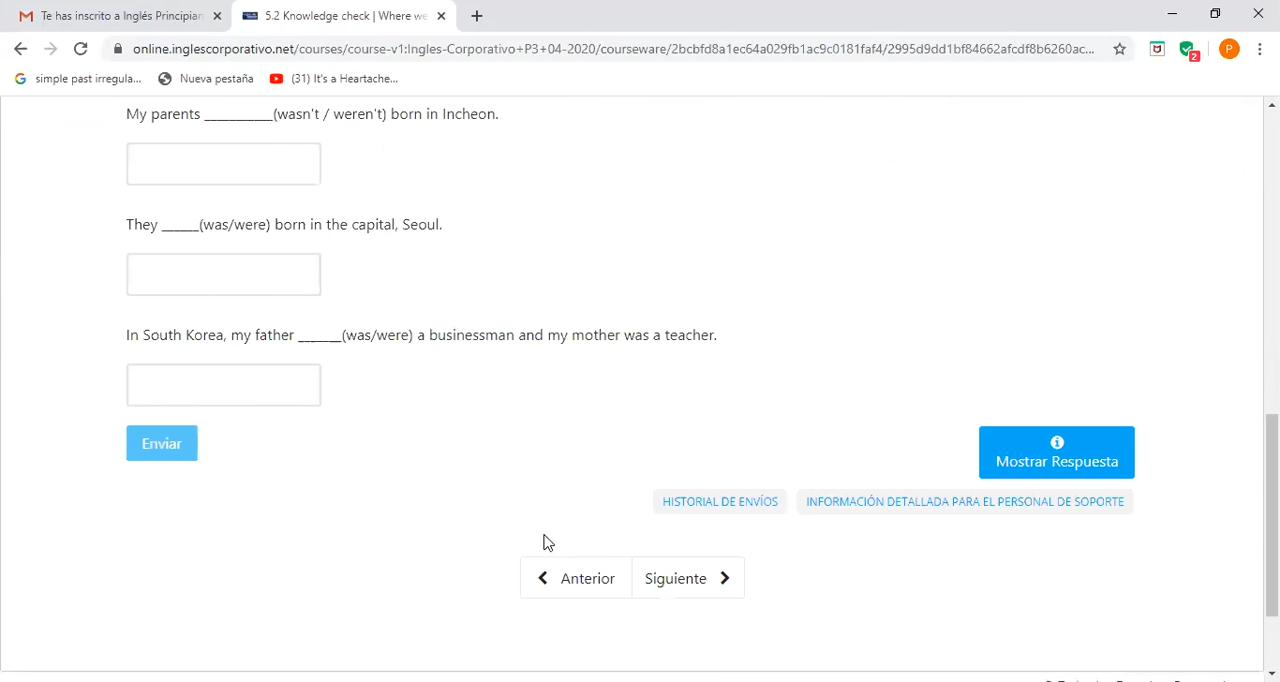 Te has inscrito a Inglés Principian
5.2 Knowledge check | Where we
online.inglescorporativo.net/courses/course-v1:Ingles-Corporativo+P3+04-2020/courseware/2bcbfd8a1ec64a029fb1ac9c0181faf4/2995d9dd1bf84662afcdf8b6260ac...
2
P
simple past irregula...
Nueva pestaña
(31) It's a Heartache...
My parents __________(wasn't / weren't) born in Incheon.
They _____(was/were) born in the capital, Seoul.
In South Korea, my father ______(was/were) a businessman and my mother was a teacher.
Enviar
Mostrar Respuesta
HISTORIAL DE ENVÍOS
INFORMACIÓN DETALLADA PARA EL PERSONAL DE SOPORTE
Anterior
Siguiente